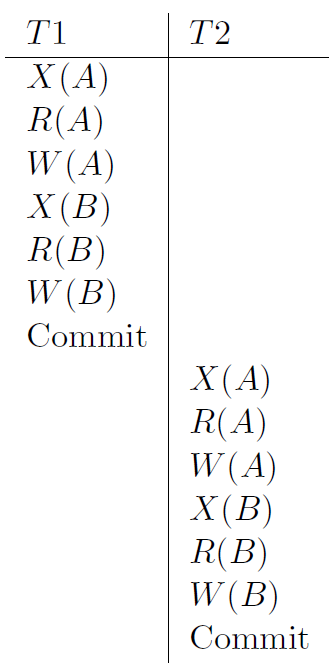 T1 T2
X(A)
R(A)
W(A)
X(B)
R(B)
W(B)
Commit
X(A)
R(A)
W(A)
X(B)
R(B)
W(B)
Commit